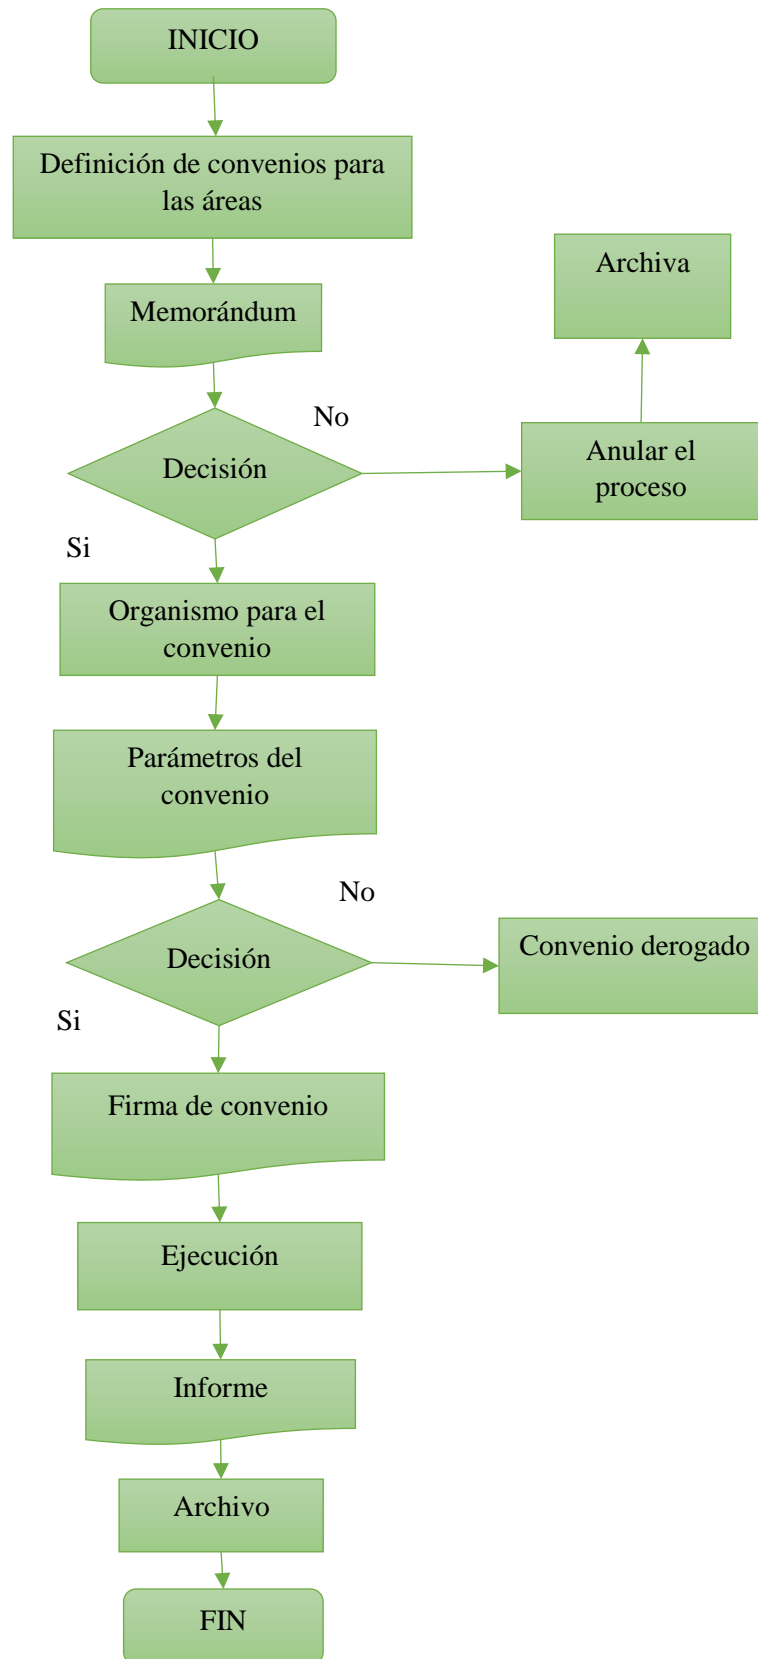 INICIO
Definición de convenios para
las áreas
Archiva
Memorándum
No
Decisión
Anular el
proceso
Si
Organismo para el
convenio
Parámetros del
convenio
No
Decisión
Convenio derogado
Si
Firma de convenio
Ejecución
Informe
Archivo
FIN